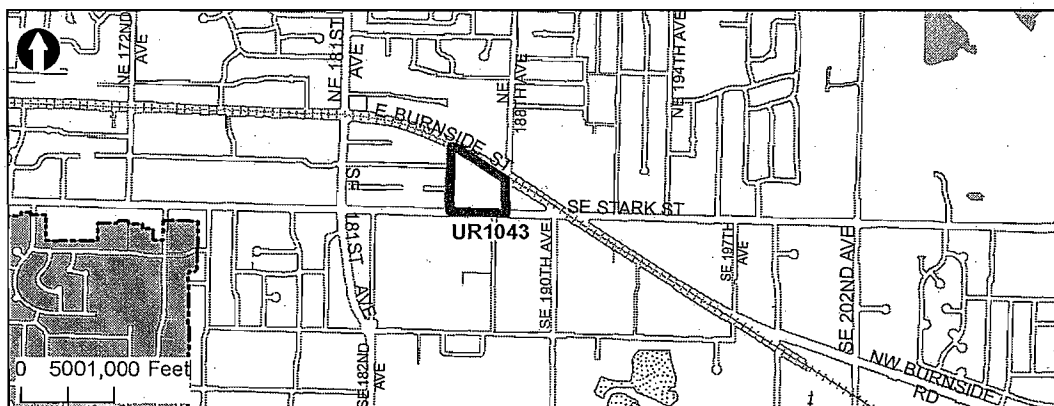 NE 172ND
AVE
NE 181ST
AVE
NE
188TH AVE
NE 194TH AVE
E BURNSIDE ST
SE
181ST
AVE
SE STARK ST
UR1043
SE 190TH AVE
SE 197TH
AVE
SE 202ND AVE
SE 182ND
AVE
NW BURNSIDE
RD
0 5001,000 Feet